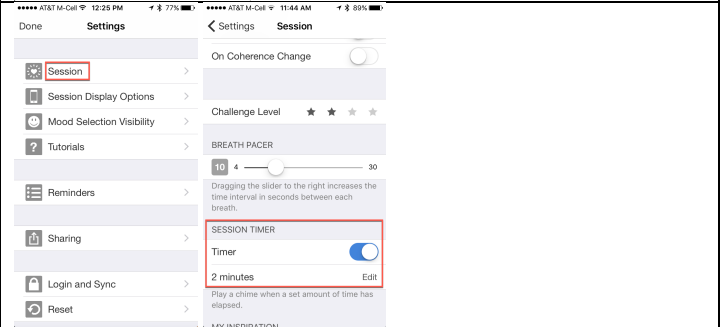 AT&T M-Cell 12:25 PM 77%
Done Settings
Session
Session Display Options
Mood Selection Visibility
? Tutorials
Reminders
Sharing
Login and Sync
Reset
AT&T M-Cell 11:44 AM 89%
Settings Session
On Coherence Change
Challenge Level
BREATH PACER
10 4 30
Dragging the slider to the right increases the
time interval in seconds between each
breath.
SESSION TIMER
Timer
2 minutes Edit
Play a chime when a set amount of time has
elapsed.
MY INSPIRATION